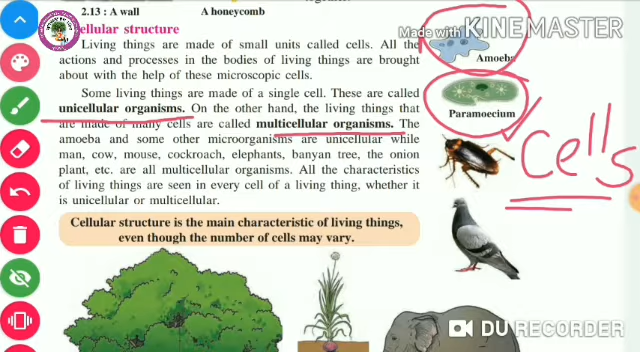 2.13 : A wall A honeycomb
Made with KINEMASTER
ellular structure
Living things are made of small units called cells. All the
actions and processes in the bodies of living things are brought
about with the help of these microscopic cells.
Amoeba
Some living things are made of a single cell. These are called
unicellular organisms. On the other hand, the living things that
are made of many cells are called multicellular organisms. The
amoeba and some other microorganisms are unicellular while
man, cow, mouse, cockroach, elephants, banyan tree, the onion
plant, etc. are all multicellular organisms. All the characteristics
of living things are seen in every cell of a living thing, whether it
is unicellular or multicellular.
Paramoecium
Cells
Cellular structure is the main characteristic of living things,
even though the number of cells may vary.
DU RECORDER